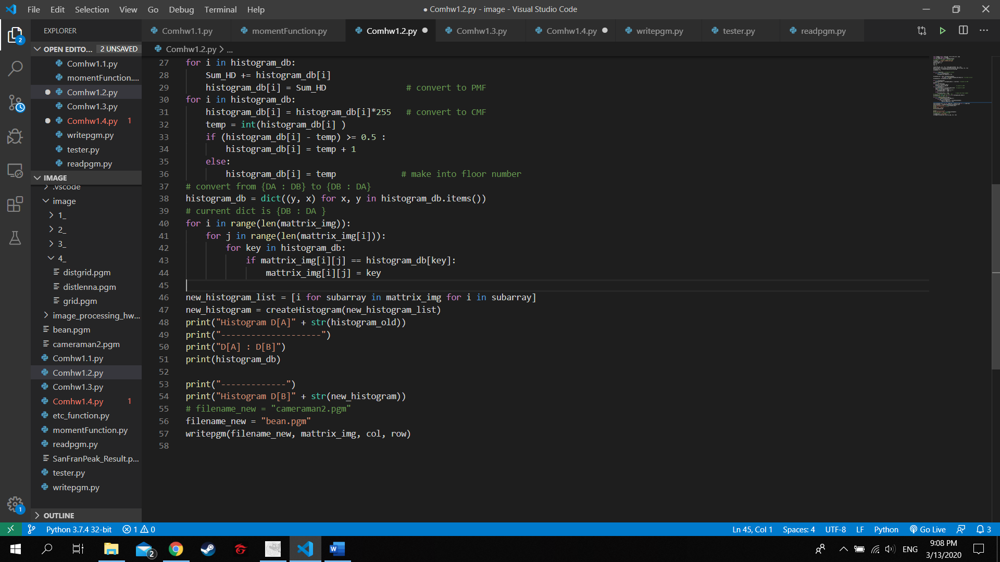 File Edit Selection View Go Debug Terminal Help
● Comhw1.2.py - image - Visual Studio Code
EXPLORER
Comhw1.1.py momentFunction.py Comhw1.2.py Comhw1.3.py Comhw1.4.py writepgm.py tester.py readpgm.py
OPEN EDITO... 2 UNSAVED
Comhw1.1.py
momentFunction....
Comhw1.2.py
Comhw1.3.py
Comhw1.4.py 1
writepgm.py
tester.py
readpgm.py
IMAGE
.vscode
image
1_
2_
3_
4_
distgrid.pgm
distlenna.pgm
grid.pgm
image_processing_hw...
bean.pgm
cameraman2.pgm
Comhw1.1.py
Comhw1.2.py
Comhw1.3.py
Comhw1.4.py 1
etc_function.py
momentFunction.py
readpgm.py
SanFranPeak_Result.p...
tester.py
writepgm.py
OUTLINE
2
1
Comhw1.2.py > ...
27 for i in histogram_db:
28     Sum_HD += histogram_db[i]
29     histogram_db[i] = Sum_HD                # convert to PMF
30 for i in histogram_db:
31     histogram_db[i] = histogram_db[i]*255   # convert to CMF
32     temp = int(histogram_db[i] )
33     if (histogram_db[i] - temp) >= 0.5 :
34         histogram_db[i] = temp + 1
35     else:
36         histogram_db[i] = temp             # make into floor number
37 # convert from {DA : DB} to {DB : DA}
38 histogram_db = dict((y, x) for x, y in histogram_db.items())
39 # current dict is {DB : DA }
40 for i in range(len(mattrix_img)):
41     for j in range(len(mattrix_img[i])):
42         for key in histogram_db:
43             if mattrix_img[i][j] == histogram_db[key]:
44                 mattrix_img[i][j] = key
45
46 new_histogram_list = [i for subarray in mattrix_img for i in subarray]
47 new_histogram = createHistogram(new_histogram_list)
48 print("Histogram D[A]" + str(histogram_old))
49 print("--------------------")
50 print("D[A] : D[B]")
51 print(histogram_db)
52
53 print("-------------")
54 print("Histogram D[B]" + str(new_histogram))
55 # filename_new = "cameraman2.pgm"
56 filename_new = "bean.pgm"
57 writepgm(filename_new, mattrix_img, col, row)
58
Python 3.7.4 32-bit 1 0
Ln 45, Col 1 Spaces: 4 UTF-8 LF Python Go Live 3
2
W
ENG
9:08 PM
3/13/2020